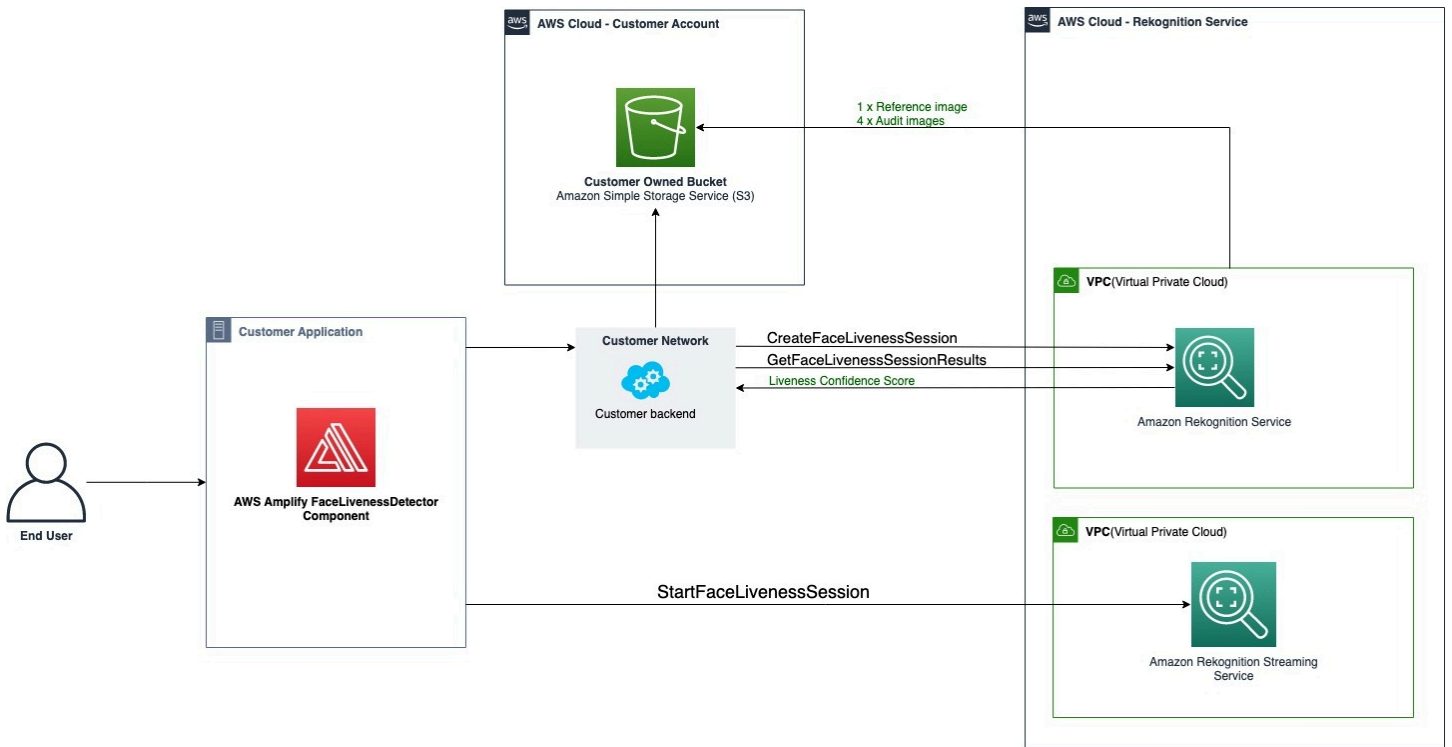 aws
AWS Cloud - Customer Account
aws
AWS Cloud - Rekognition Service
1 x Reference image
4 x Audit images
Customer Owned Bucket
Amazon Simple Storage Service (S3)
VPC(Virtual Private Cloud)
Customer Application
Customer Network
CreateFaceLivenessSession
GetFaceLivenessSessionResults
Liveness Confidence Score
Customer backend
Amazon Rekognition Service
AWS Amplify FaceLivenessDetector
Component
End User
VPC(Virtual Private Cloud)
StartFaceLivenessSession
Amazon Rekognition Streaming
Service